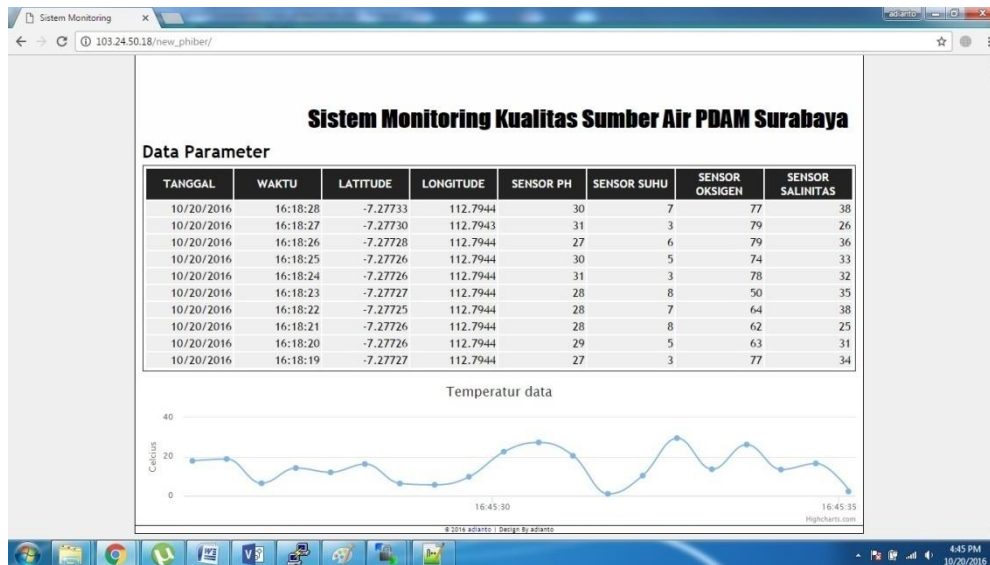 Sistem Monitoring
adianto
103.24.50.18/new_phiber/
Sistem Monitoring Kualitas Sumber Air PDAM Surabaya
Data Parameter
TANGGAL WAKTU LATITUDE LONGITUDE SENSOR PH SENSOR SUHU SENSOR OKSIGEN SENSOR SALINITAS
10/20/2016 16:18:28 -7.27733 112.7944 30 7 77 38
10/20/2016 16:18:27 -7.27730 112.7943 31 3 79 26
10/20/2016 16:18:26 -7.27728 112.7944 27 6 79 36
10/20/2016 16:18:25 -7.27726 112.7944 30 5 74 33
10/20/2016 16:18:24 -7.27726 112.7944 31 3 78 32
10/20/2016 16:18:23 -7.27727 112.7944 28 8 50 35
10/20/2016 16:18:22 -7.27725 112.7944 28 7 64 38
10/20/2016 16:18:21 -7.27726 112.7944 28 8 62 25
10/20/2016 16:18:20 -7.27726 112.7944 29 5 63 31
10/20/2016 16:18:19 -7.27727 112.7944 27 3 77 34
Temperatur data
Celcius
40
20
0
16:45:30 16:45:35
Highcharts.com
© 2016 adianto | Design By adianto
4:45 PM
10/20/2016